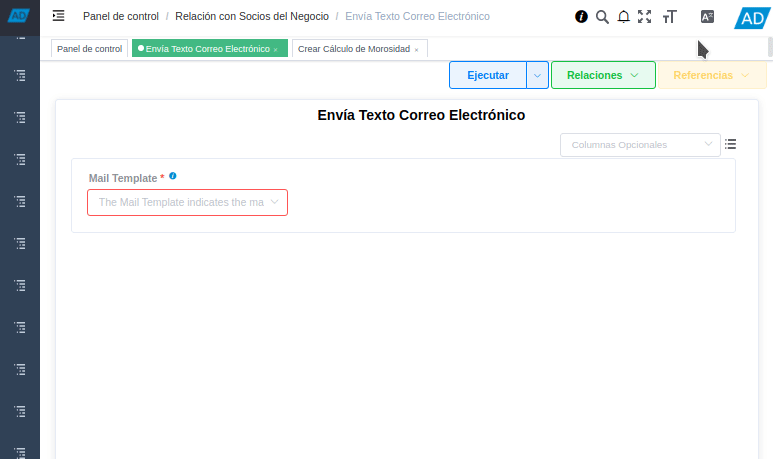 AD
Panel de control / Relación con Socios del Negocio / Envía Texto Correo Electrónico
AD
Panel de control
Envía Texto Correo Electrónico ×
Crear Cálculo de Morosidad ×
Ejecutar
Relaciones
Referencias
Envía Texto Correo Electrónico
Columnas Opcionales
Mail Template *
The Mail Template indicates the ma